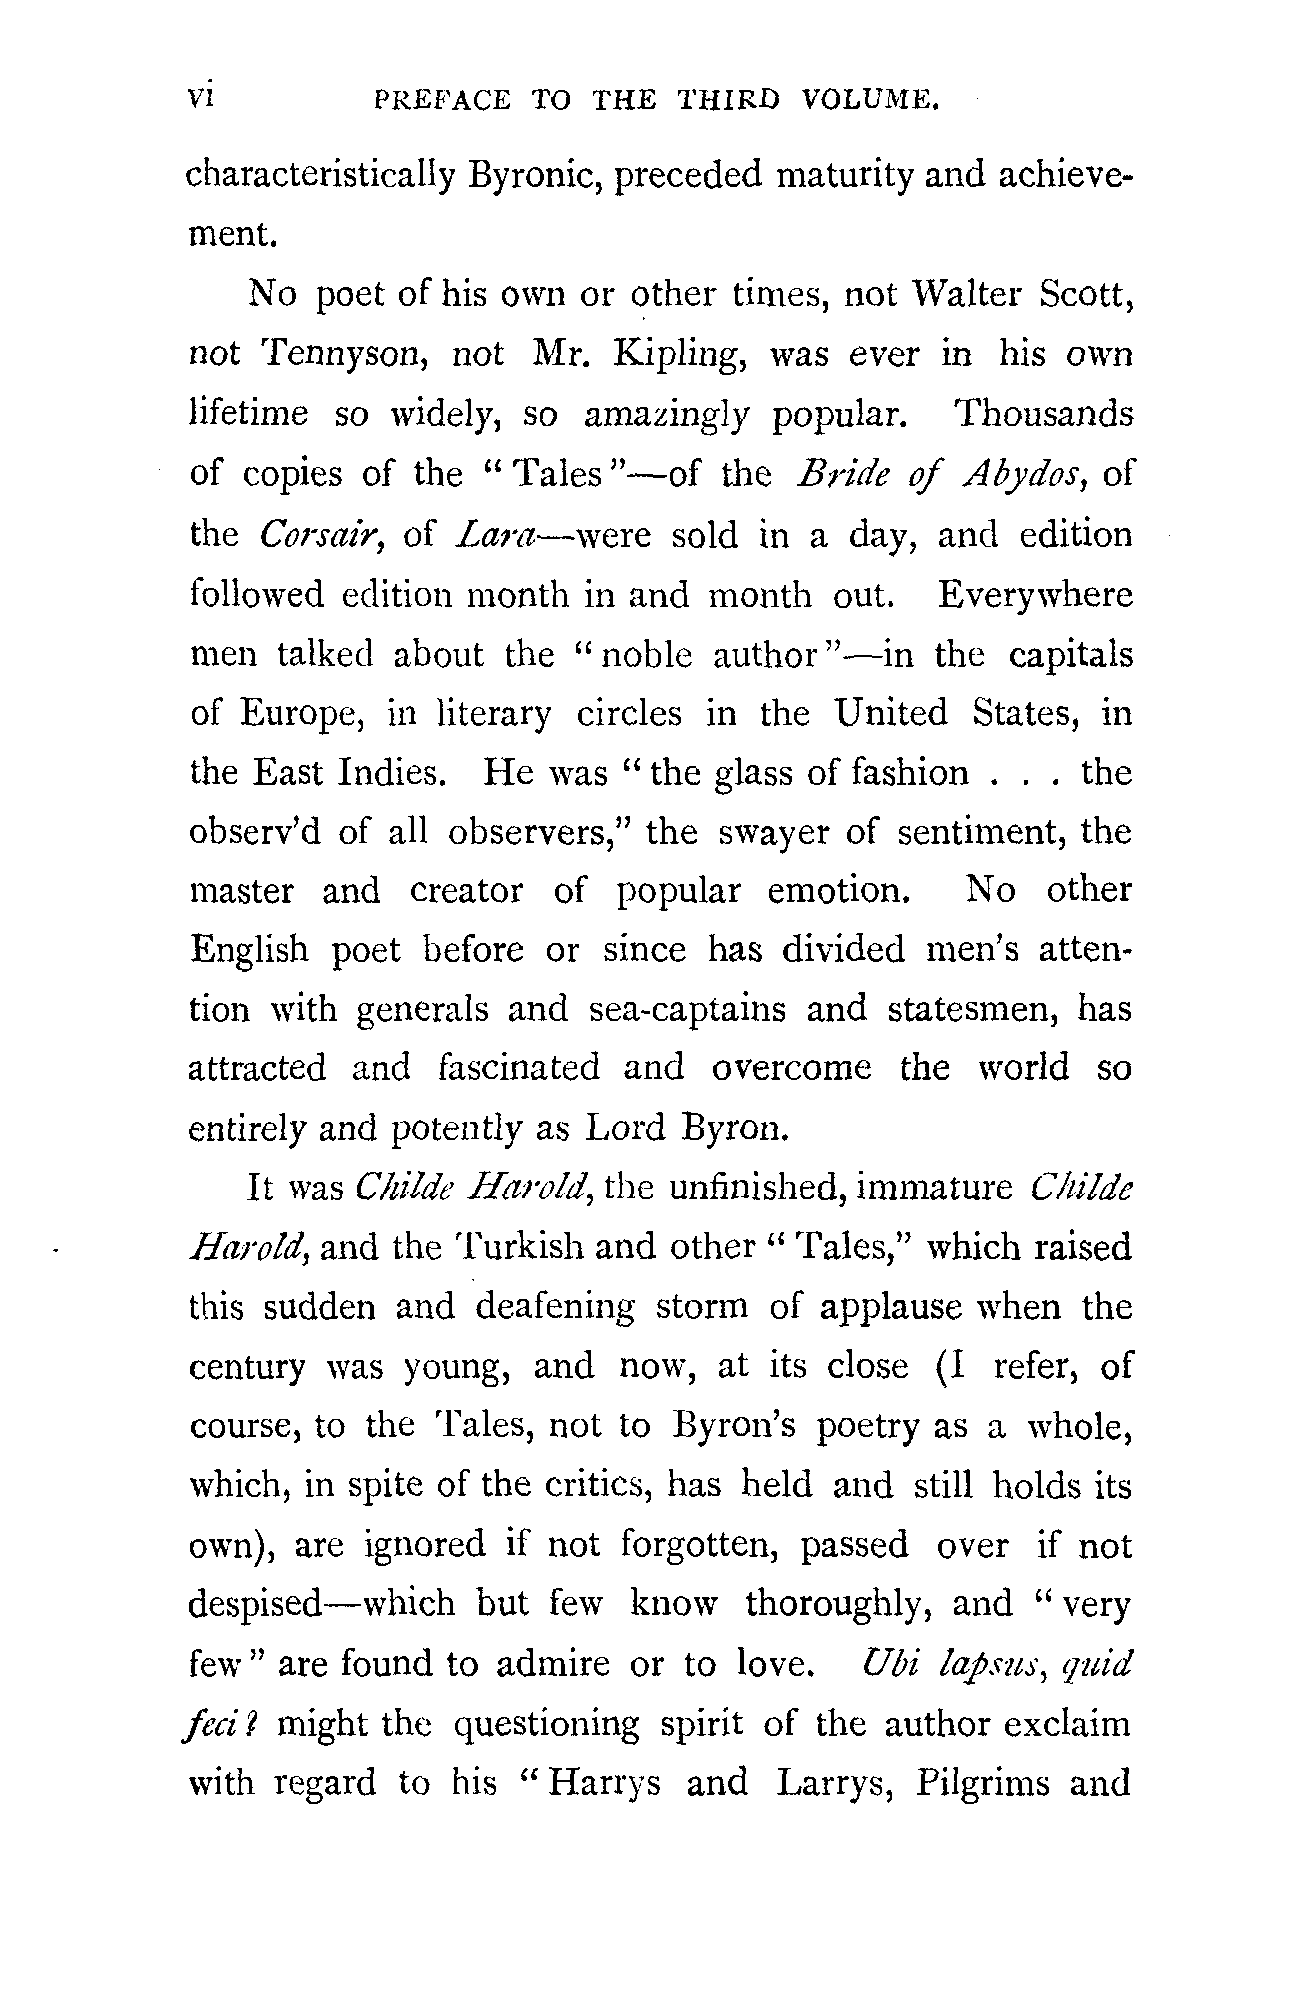 vi PREFACE TO THE THIRD VOLUME.
characteristically Byronic, preceded maturity and achieve-
ment.
No poet of his own or other times, not Walter Scott,
not Tennyson, not Mr. Kipling, was ever in his own
lifetime so widely, so amazingly popular. Thousands
of copies of the “Tales”—of the Bride of Abydos, of
the Corsair, of Lara—were sold in a day, and edition
followed edition month in and month out. Everywhere
men talked about the “noble author”—in the capitals
of Europe, in literary circles in the United States, in
the East Indies. He was “the glass of fashion . . . the
observ’d of all observers,” the swayer of sentiment, the
master and creator of popular emotion. No other
English poet before or since has divided men’s atten-
tion with generals and sea-captains and statesmen, has
attracted and fascinated and overcome the world so
entirely and potently as Lord Byron.
It was Childe Harold, the unfinished, immature Childe
Harold, and the Turkish and other “Tales,” which raised
this sudden and deafening storm of applause when the
century was young, and now, at its close (I refer, of
course, to the Tales, not to Byron’s poetry as a whole,
which, in spite of the critics, has held and still holds its
own), are ignored if not forgotten, passed over if not
despised—which but few know thoroughly, and “very
few” are found to admire or to love. Ubi lapsus, quid
feci? might the questioning spirit of the author exclaim
with regard to his “Harrys and Larrys, Pilgrims and